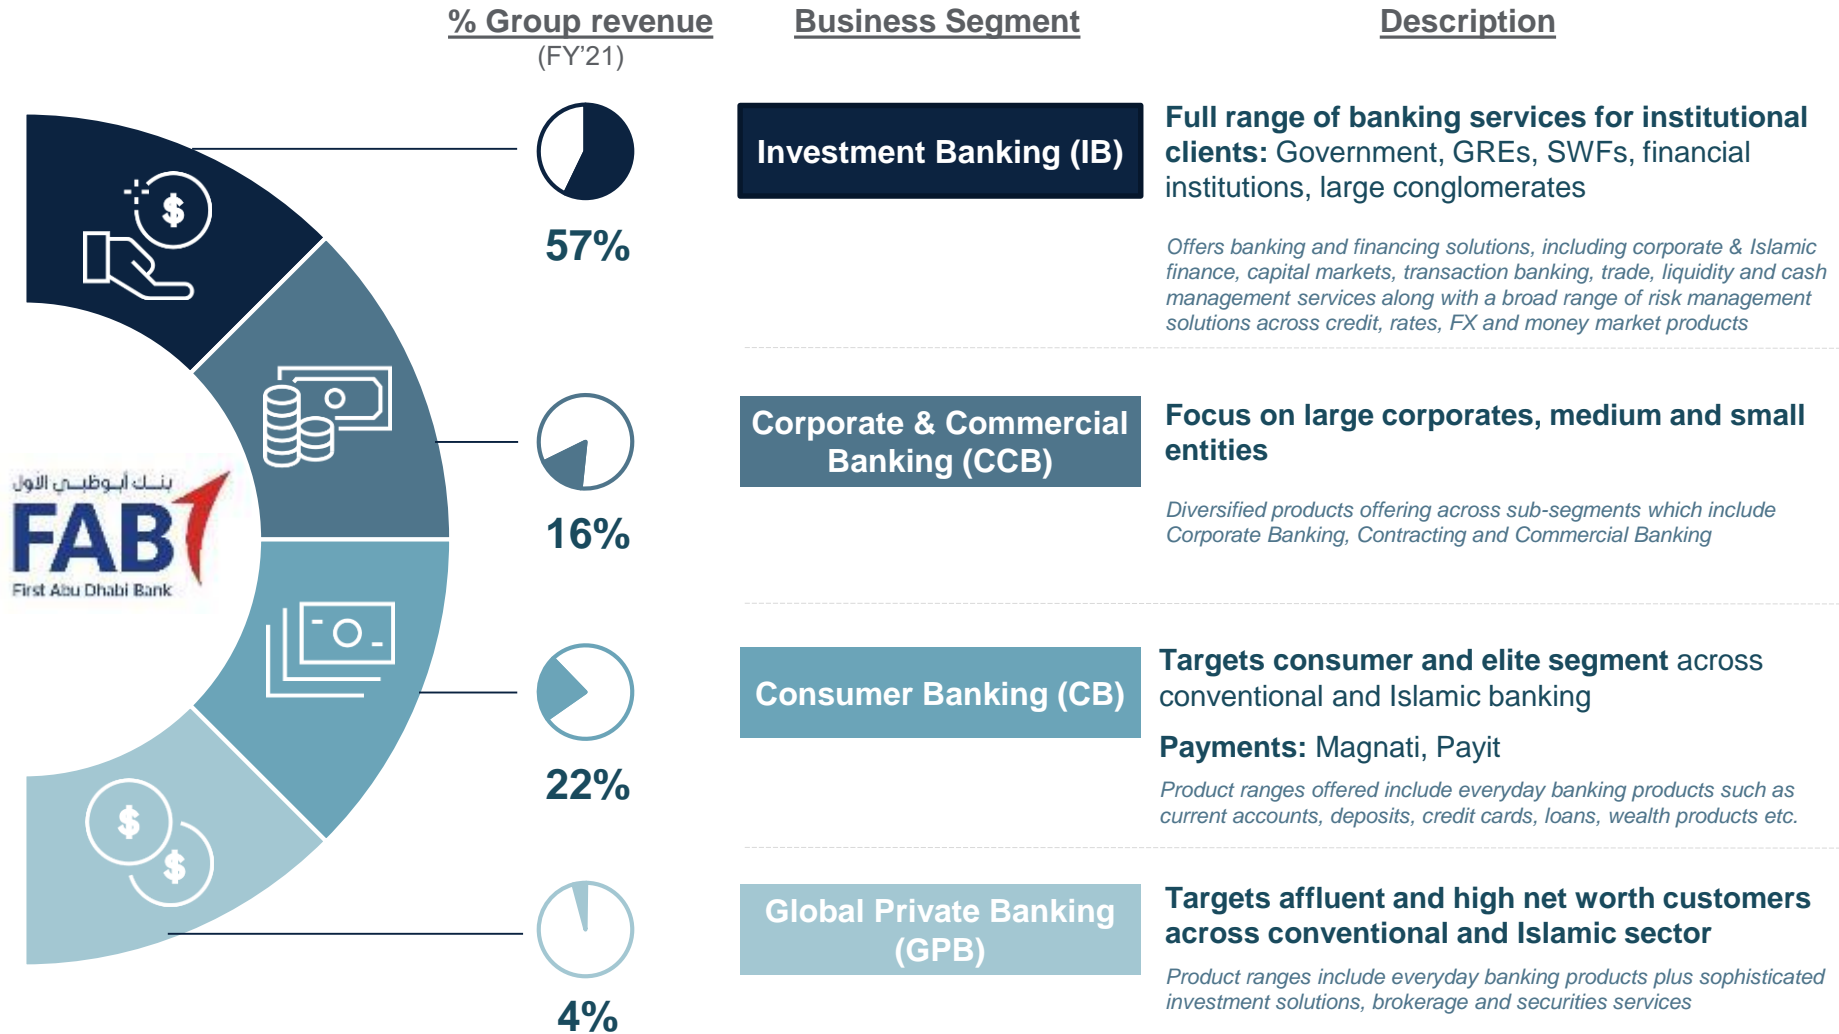 % Group revenue
Business Segment
Description
(FY’21)
57%
Investment Banking (IB)
Full range of banking services for institutional
clients: Government, GREs, SWFs, financial
institutions, large conglomerates
Offers banking and financing solutions, including corporate & Islamic
finance, capital markets, transaction banking, trade, liquidity and cash
management services along with a broad range of risk management
solutions across credit, rates, FX and money market products
16%
Corporate & Commercial
Banking (CCB)
Focus on large corporates, medium and small
entities
Diversified products offering across sub-segments which include
Corporate Banking, Contracting and Commercial Banking
بنك أبوظبي الأول
FAB
First Abu Dhabi Bank
22%
Consumer Banking (CB)
Targets consumer and elite segment across
conventional and Islamic banking
Payments: Magnati, Payit
Product ranges offered include everyday banking products such as
current accounts, deposits, credit cards, loans, wealth products etc.
$
$
$
4%
Global Private Banking
(GPB)
Targets affluent and high net worth customers
across conventional and Islamic sector
Product ranges include everyday banking products plus sophisticated
investment solutions, brokerage and securities services